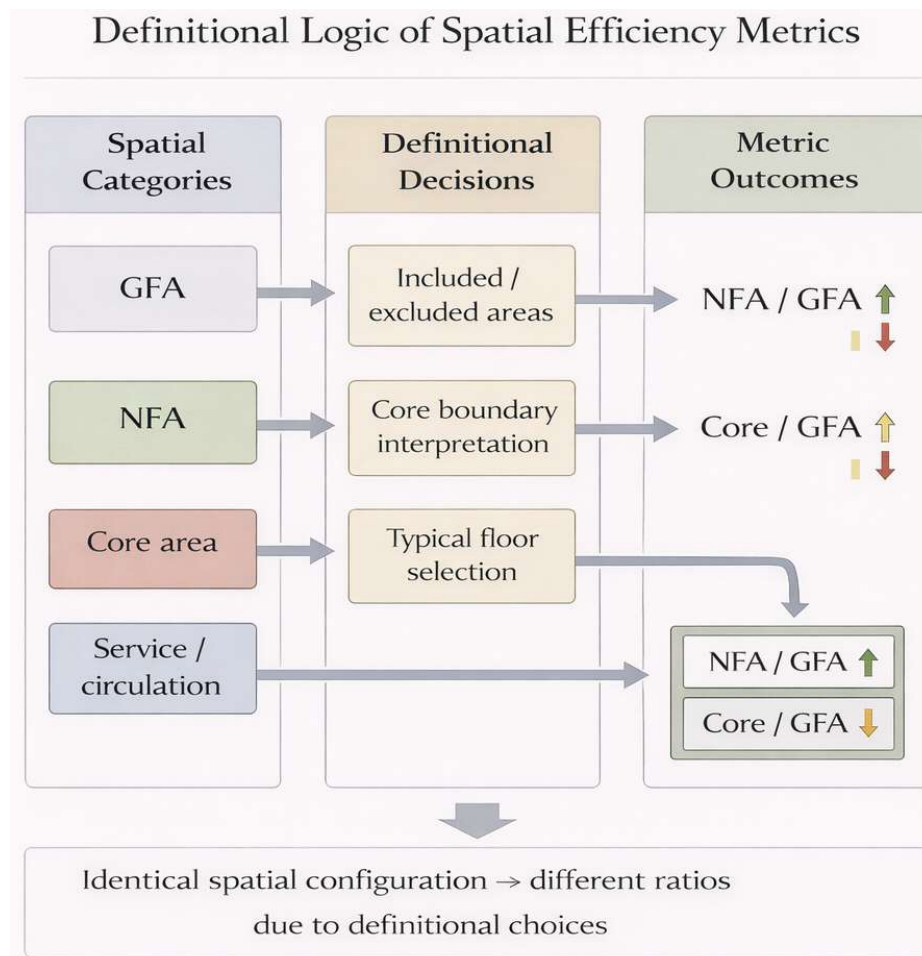 Definitional Logic of Spatial Efficiency Metrics
Spatial
Categories
Definitional
Decisions
Metric
Outcomes
GFA
Included /
excluded areas
NFA / GFA
NFA
Core boundary
interpretation
Core / GFA
Core area
Typical floor
selection
Service /
circulation
NFA / GFA
Core / GFA
Identical spatial configuration → different ratios
due to definitional choices